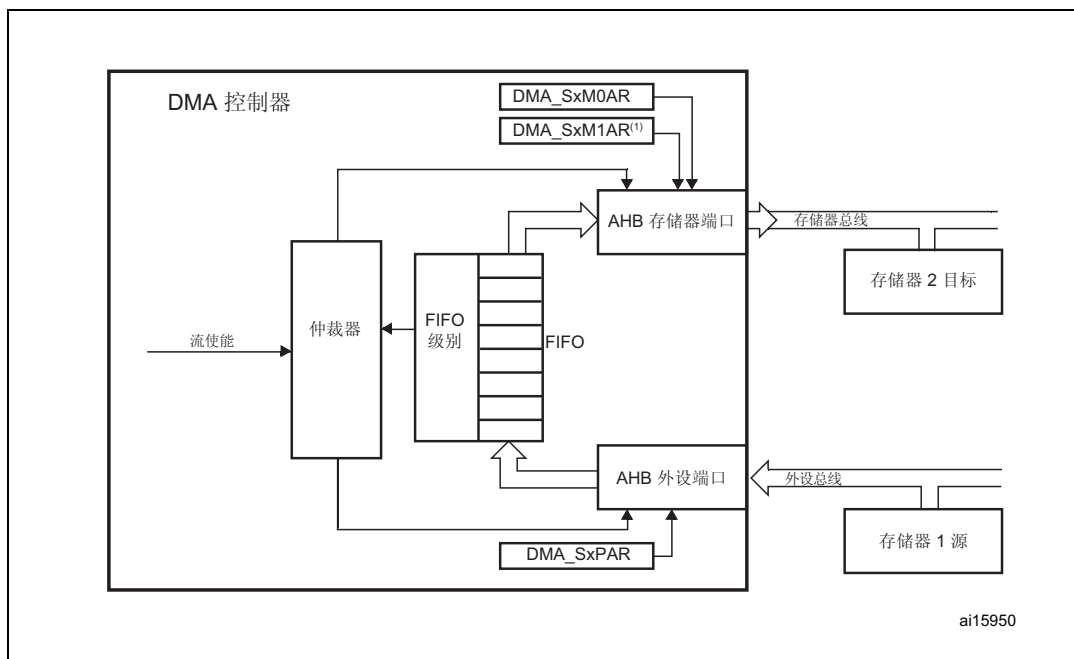 DMA 控制器
DMA_SxM0AR
DMA_SxM1AR(1)
AHB 存储器端口
存储器总线
存储器 2 目标
仲裁器
FIFO
级别
FIFO
流使能
AHB 外设端口
外设总线
DMA_SxPAR
存储器 1 源
ai15950